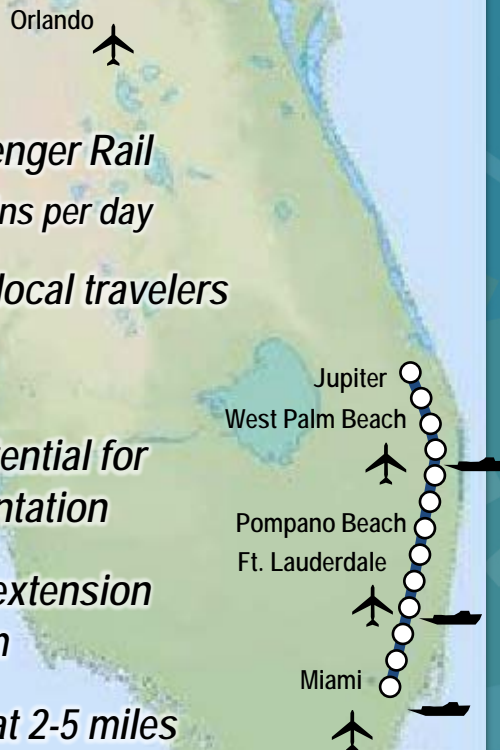 Orlando
enger Rail
ns per day
local travelers
Jupiter
West Palm Beach
ential for
ntation
Pompano Beach
Ft. Lauderdale
extension
n
Miami
at 2-5 miles